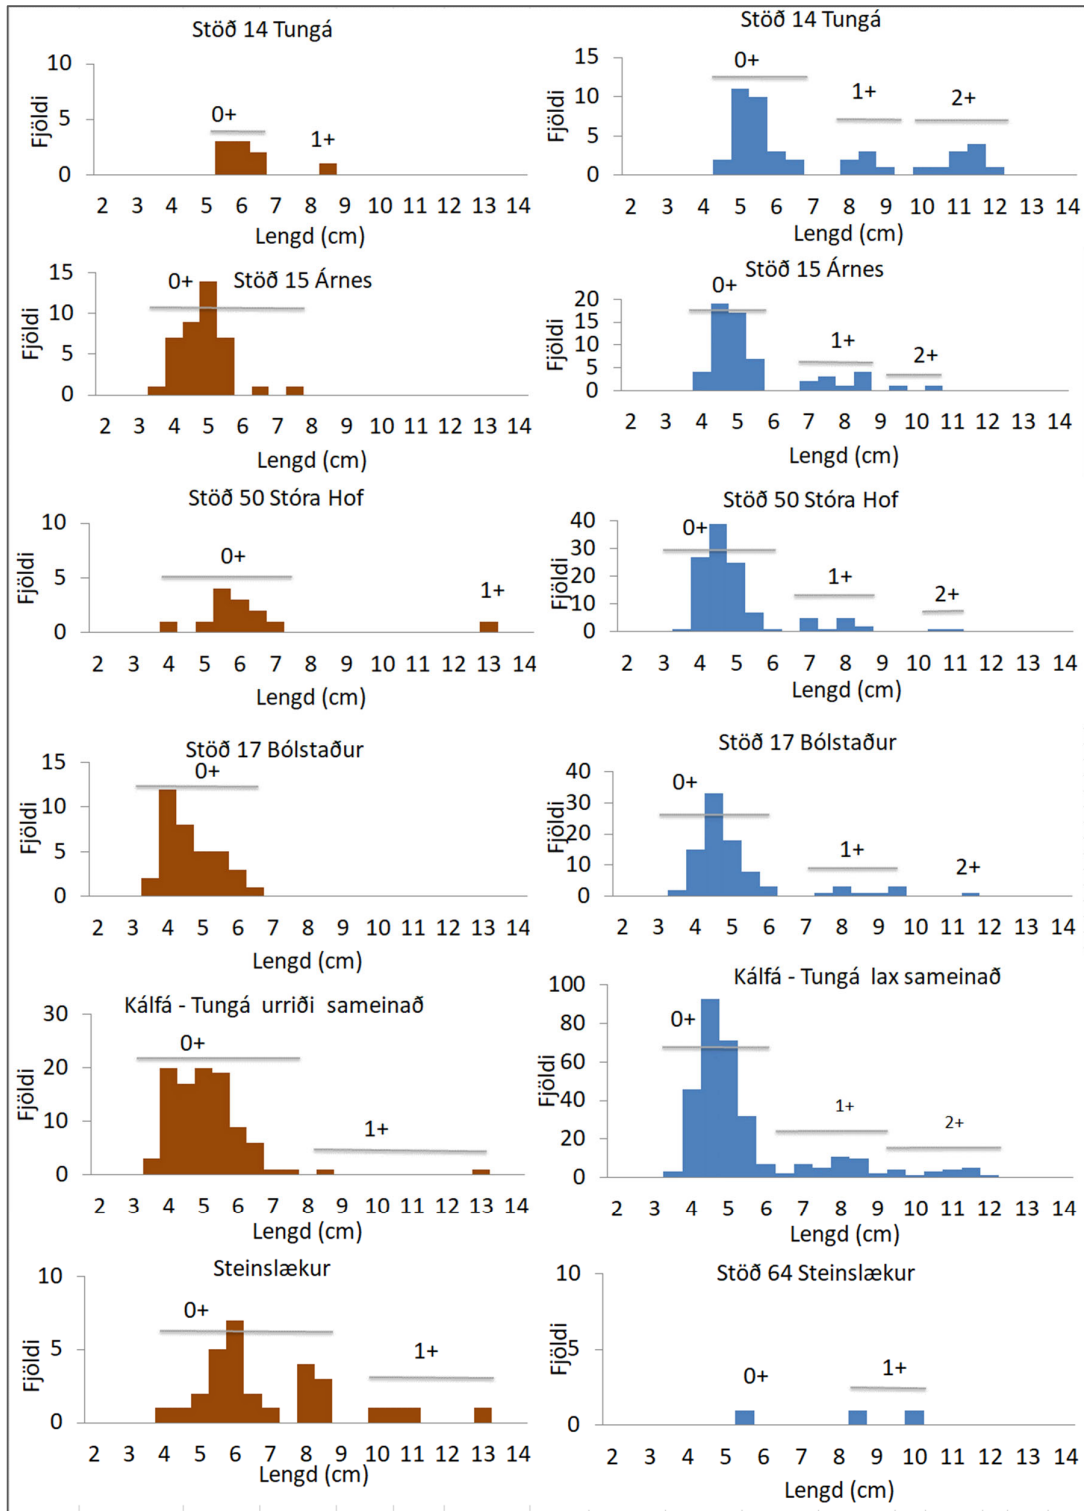 Stöð 14 Tungá
Fjöldi
10
5
0
0+
1+
2 3 4 5 6 7 8 9 10 11 12 13 14
Lengd (cm)
Stöð 14 Tungá
Fjöldi
15
10
5
0
0+
1+
2+
2 3 4 5 6 7 8 9 10 11 12 13 14
Lengd (cm)
Stöð 15 Árnes
Fjöldi
15
10
5
0
0+
2 3 4 5 6 7 8 9 10 11 12 13 14
Lengd (cm)
Stöð 15 Árnes
Fjöldi
20
15
10
5
0
0+
1+
2+
2 3 4 5 6 7 8 9 10 11 12 13 14
Lengd (cm)
Stöð 50 Stóra Hof
Fjöldi
10
5
0
0+
1+
2 3 4 5 6 7 8 9 10 11 12 13 14
Lengd (cm)
Stöð 50 Stóra Hof
Fjöldi
40
30
20
10
0
0+
1+
2+
2 3 4 5 6 7 8 9 10 11 12 13 14
Lengd (cm)
Stöð 17 Bólstaður
Fjöldi
15
10
5
0
0+
2 3 4 5 6 7 8 9 10 11 12 13 14
Lengd (cm)
Stöð 17 Bólstaður
Fjöldi
40
30
20
10
0
0+
1+
2+
2 3 4 5 6 7 8 9 10 11 12 13 14
Lengd (cm)
Kálfá - Tungá urriði sameinað
Fjöldi
30
20
10
0
0+
1+
2 3 4 5 6 7 8 9 10 11 12 13 14
Lengd (cm)
Kálfá - Tungá lax sameinað
Fjöldi
100
80
60
40
20
0
0+
1+
2+
2 3 4 5 6 7 8 9 10 11 12 13 14
Lengd (cm)
Steinslækur
Fjöldi
10
5
0
0+
1+
2 3 4 5 6 7 8 9 10 11 12 13 14
Lengd (cm)
Stöð 64 Steinslækur
Fjöldi
10
5
0
0+
1+
2 3 4 5 6 7 8 9 10 11 12 13 14
Lengd (cm)